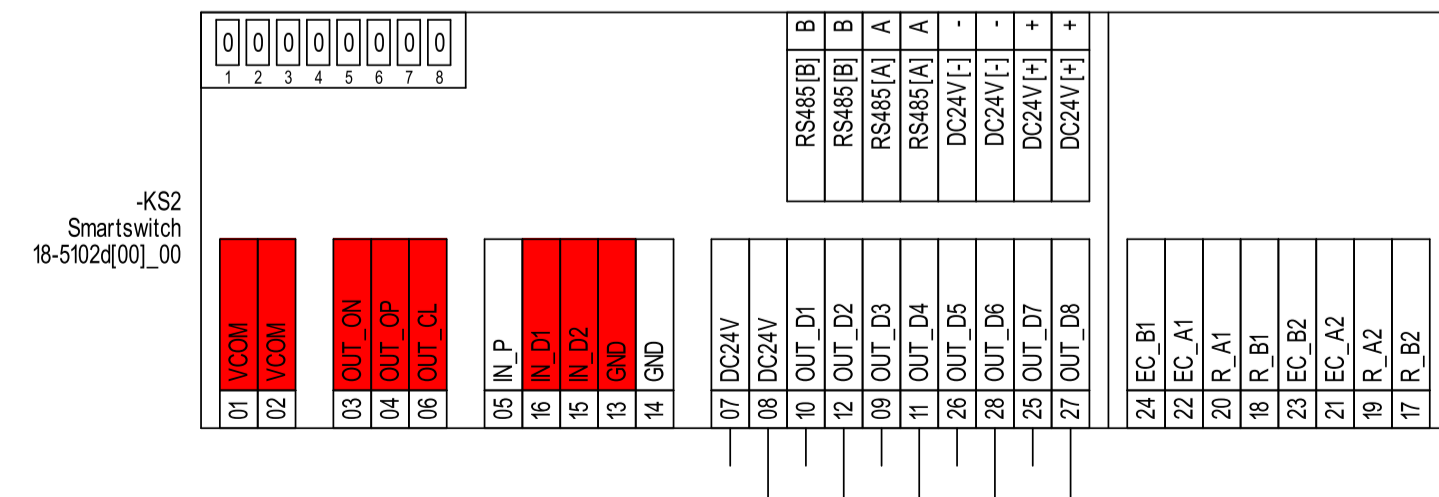 0 0 0 0 0 0 0 0
1 2 3 4 5 6 7 8
B B A A - - + +
RS485[B] RS485[B] RS485[A] RS485[A] DC24V[-] DC24V[-] DC24V[+] DC24V[+]
-KS2
Smartswitch
18-5102d[00]_00
VCOM VCOM OUT_ON OUT_OP OUT_CL IN_P IN_D1 IN_D2 GND GND DC24V DC24V OUT_D1 OUT_D2 OUT_D3 OUT_D4 OUT_D5 OUT_D6 OUT_D7 OUT_D8 EC_B1 EC_A1 R_A1 R_B1 EC_B2 EC_A2 R_A2 R_B2
01 02 03 04 06 05 16 15 13 14 07 08 10 12 09 11 26 28 25 27 24 22 20 18 23 21 19 17